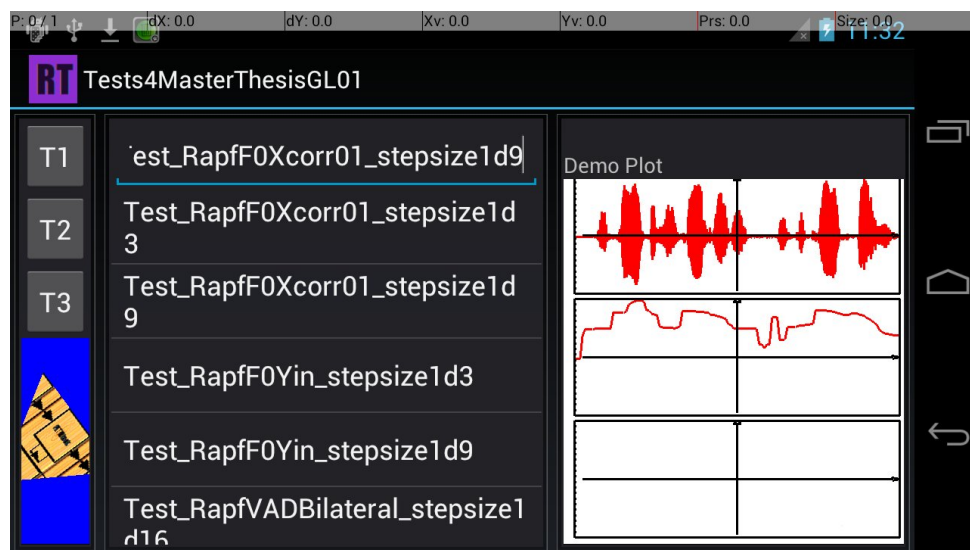 P: 0/1 dX: 0.0 dY: 0.0 Xv: 0.0 Yv: 0.0 Prs: 0.0 Size: 0.0
11:32
RT Tests4MasterThesisGL01
T1
T2
T3
est_RapfF0Xcorr01_stepsize1d9
Test_RapfF0Xcorr01_stepsize1d
3
Test_RapfF0Xcorr01_stepsize1d
9
Test_RapfF0Yin_stepsize1d3
Test_RapfF0Yin_stepsize1d9
Test_RapfVADBilateral_stepsize1
d16
Demo Plot